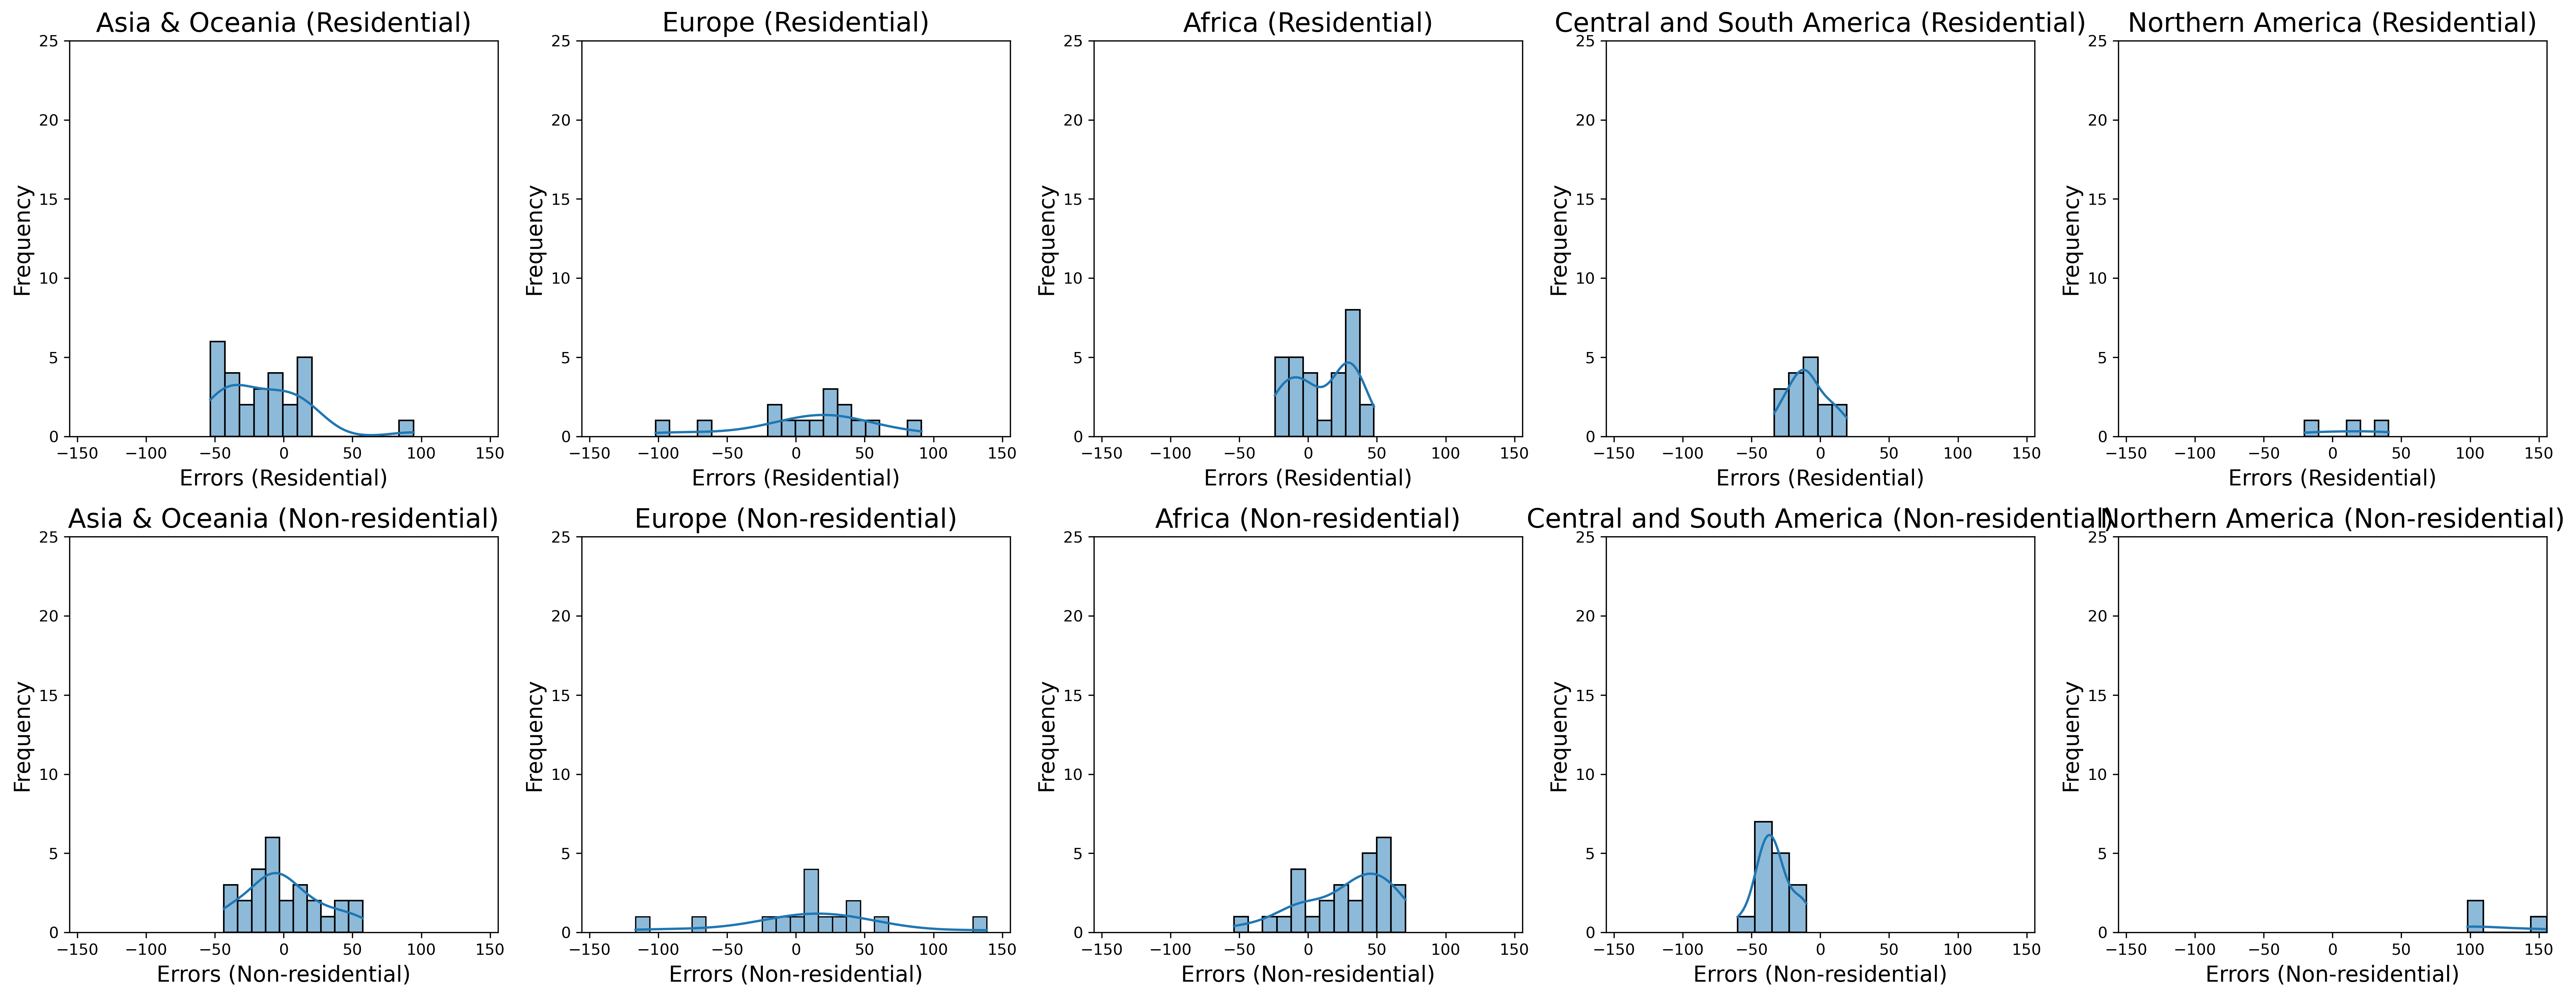 Asia & Oceania (Residential)
25
20
15
10
5
0
Frequency
−150 −100 −50 0 50 100 150
Errors (Residential)
Europe (Residential)
25
20
15
10
5
0
Frequency
−150 −100 −50 0 50 100 150
Errors (Residential)
Africa (Residential)
25
20
15
10
5
0
Frequency
−150 −100 −50 0 50 100 150
Errors (Residential)
Central and South America (Residential)
25
20
15
10
5
0
Frequency
−150 −100 −50 0 50 100 150
Errors (Residential)
Northern America (Residential)
25
20
15
10
5
0
Frequency
−150 −100 −50 0 50 100 150
Errors (Residential)
Asia & Oceania (Non-residential)
25
20
15
10
5
0
Frequency
−150 −100 −50 0 50 100 150
Errors (Non-residential)
Europe (Non-residential)
25
20
15
10
5
0
Frequency
−150 −100 −50 0 50 100 150
Errors (Non-residential)
Africa (Non-residential)
25
20
15
10
5
0
Frequency
−150 −100 −50 0 50 100 150
Errors (Non-residential)
Central and South America (Non-residential)
25
20
15
10
5
0
Frequency
−150 −100 −50 0 50 100 150
Errors (Non-residential)
Northern America (Non-residential)
25
20
15
10
5
0
Frequency
−150 −100 −50 0 50 100 150
Errors (Non-residential)